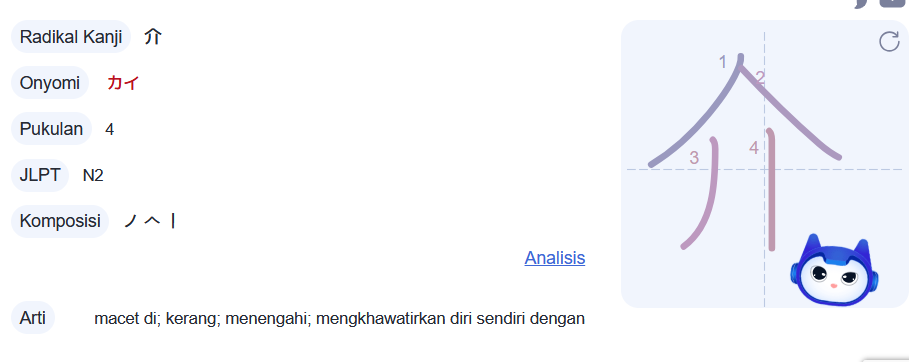 Radikal Kanji 介
Onyomi カイ
Pukulan 4
JLPT N2
Komposisi ノ 𠆢 丨
Analisis
Arti macet di; kerang; menengahi; mengkhawatirkan diri sendiri dengan
1
2
3
4